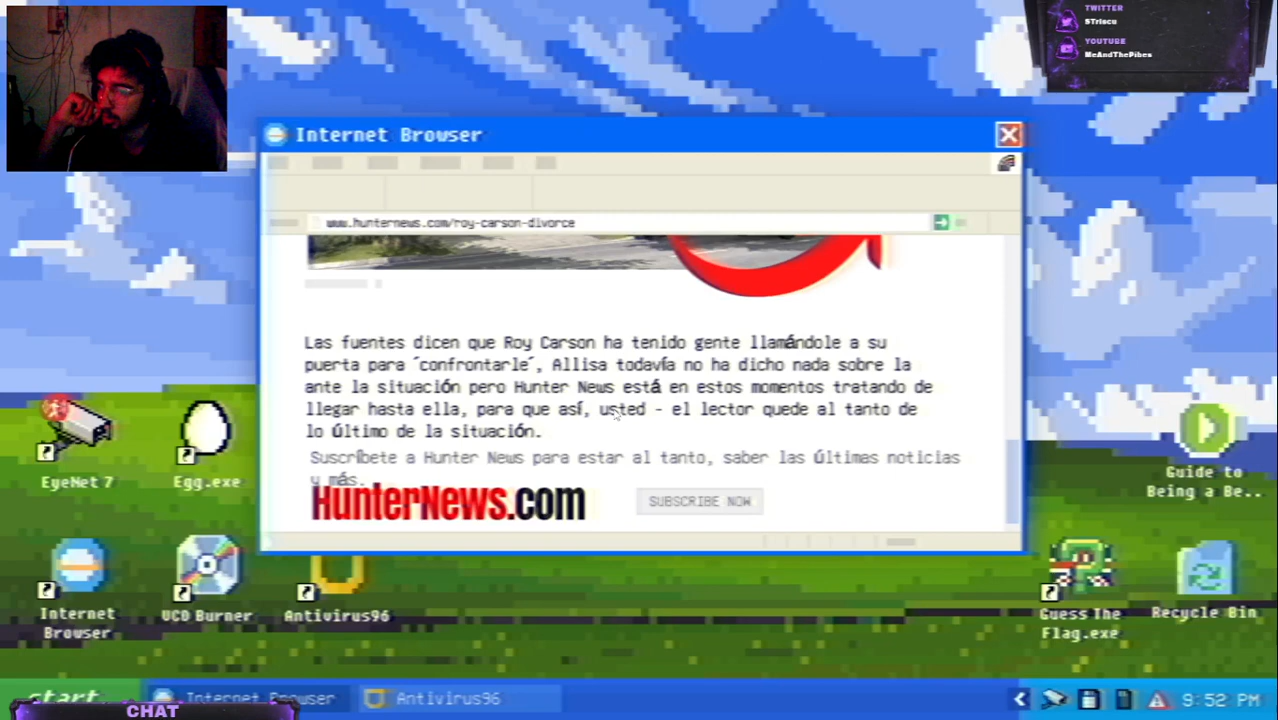 TWITTER
STriscu
YOUTUBE
MeAndThePibes
Internet Browser
www.hunternews.com/roy-carson-divorce
Las fuentes dicen que Roy Carson ha tenido gente llamándole a su
puerta para ´confrontarle´, Allisa todavía no ha dicho nada sobre la
ante la situación pero Hunter News está en estos momentos tratando de
llegar hasta ella, para que así, usted - el lector quede al tanto de
lo último de la situación.
Suscríbete a Hunter News para estar al tanto, saber las últimas noticias
y más.
HunterNews.com
SUBSCRIBE NOW
EyeNet 7
Egg.exe
Guide to
Being a Be..
Internet
Browser
UCD Burner
Antivirus96
Guess The
Flag.exe
Recycle Bin
start
Internet Browser
Antivirus96
9:52 PM
CHAT